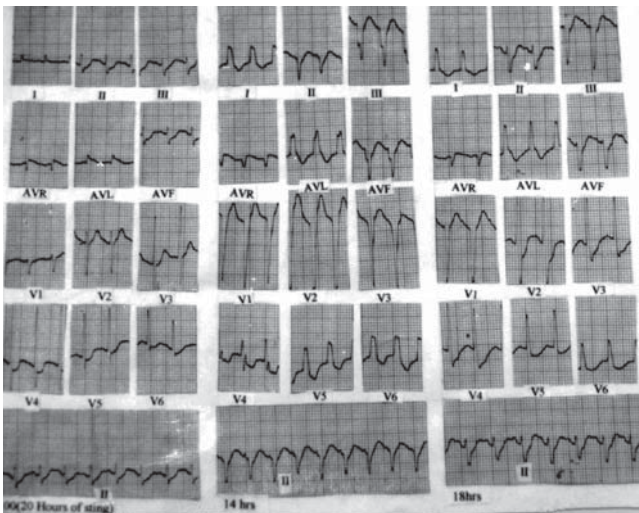 I II III I II III I II III
AVR AVL AVF AVR AVL AVF AVR AVL AVF
V1 V2 V3 V1 V2 V3 V1 V2 V3
V4 V5 V6 V4 V5 V6 V4 V5 V6
II II II
00(20 Hours of sting) 14 hrs 18hrs